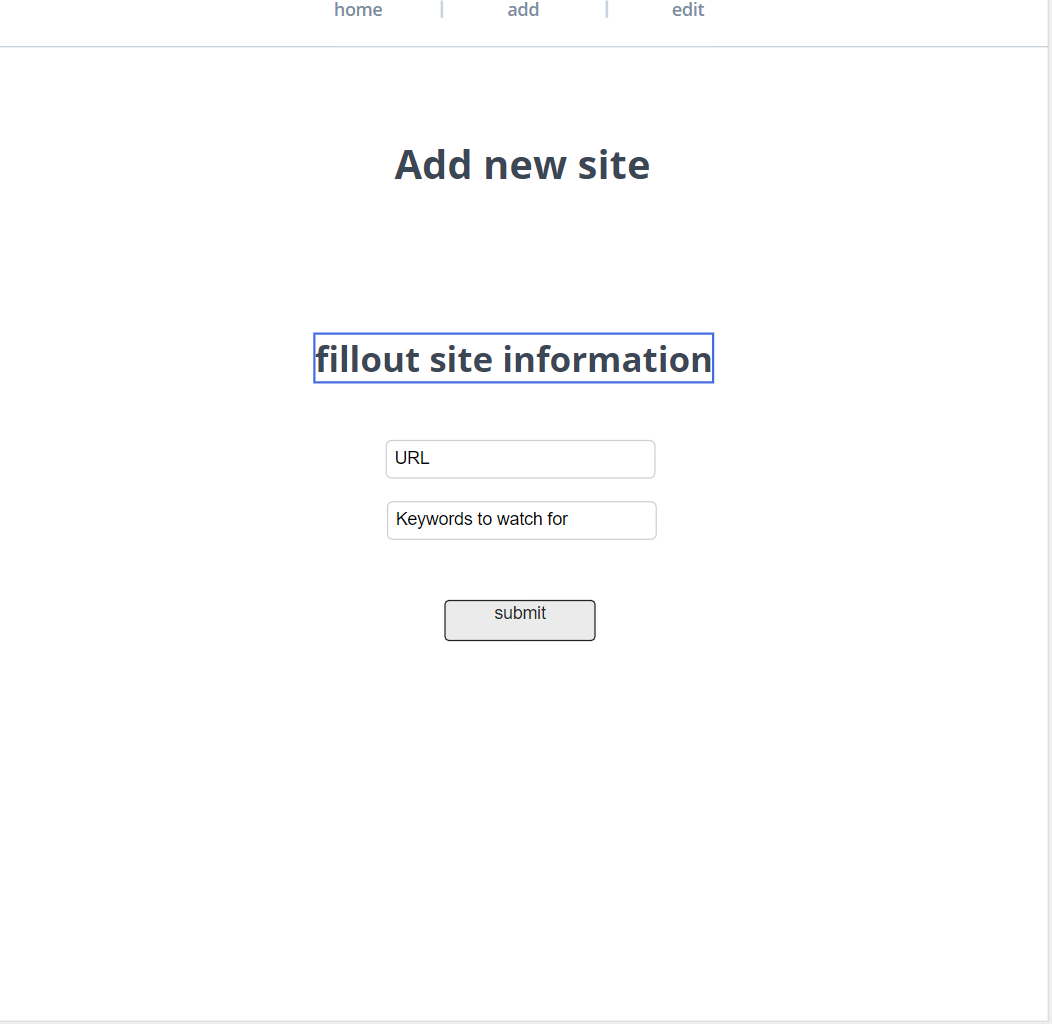 home | add | edit
Add new site
fillout site information
URL
Keywords to watch for
submit